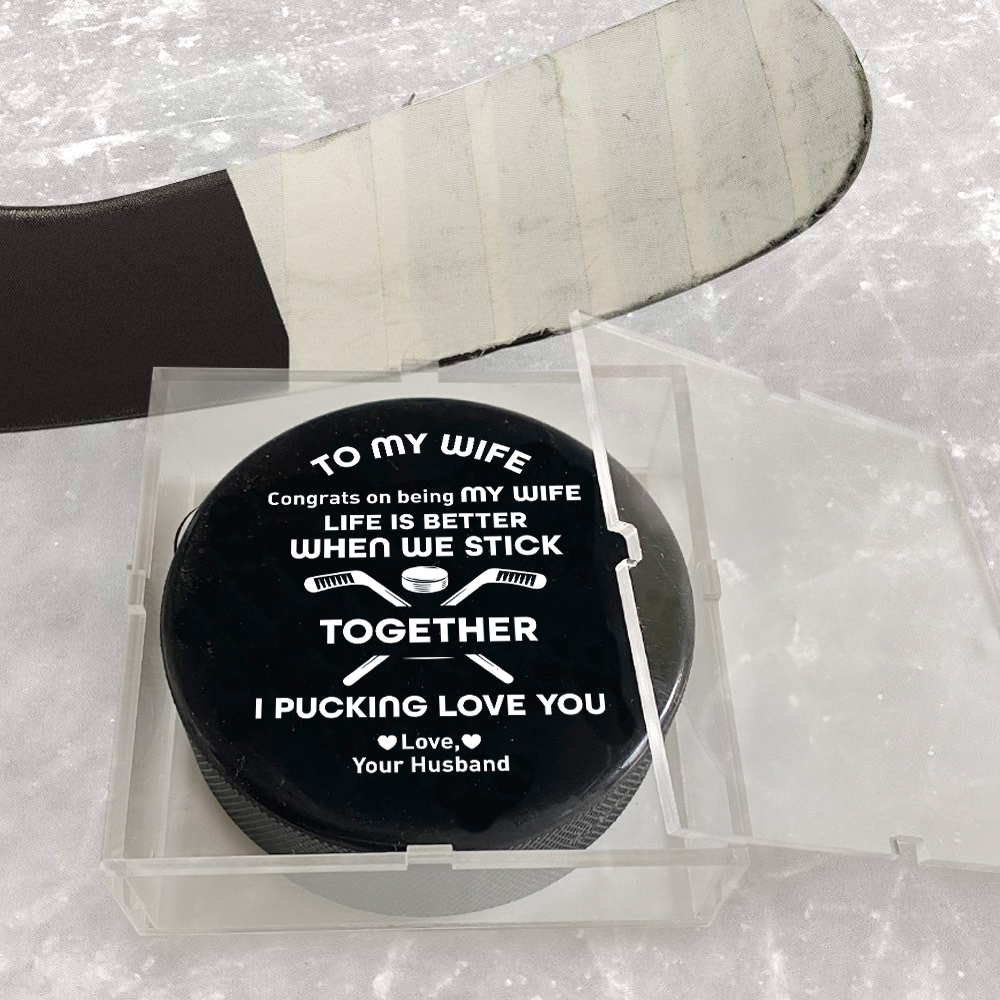 TO MY WIFE
Congrats on being MY WIFE
LIFE IS BETTER
WHEN WE STICK
TOGETHER
I PUCKING LOVE YOU
Love,
Your Husband